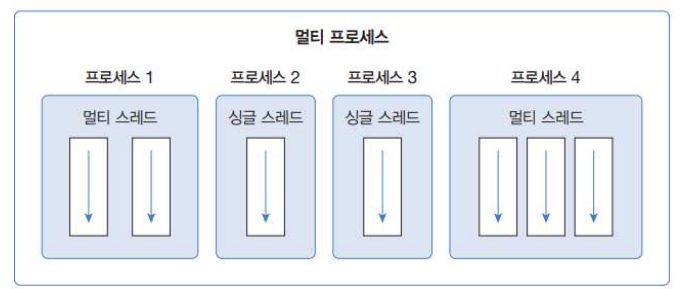 멀티 프로세스
프로세스 1 프로세스 2 프로세스 3 프로세스 4
멀티 스레드 싱글 스레드 싱글 스레드 멀티 스레드